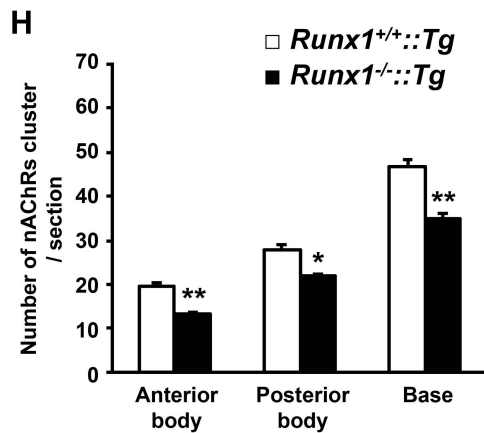 H
Runx1+/+::Tg
Runx1-/-::Tg
Number of nAChRs cluster
/ section
70
60
50
40
30
20
10
0
**
*
**
Anterior
body
Posterior
body
Base